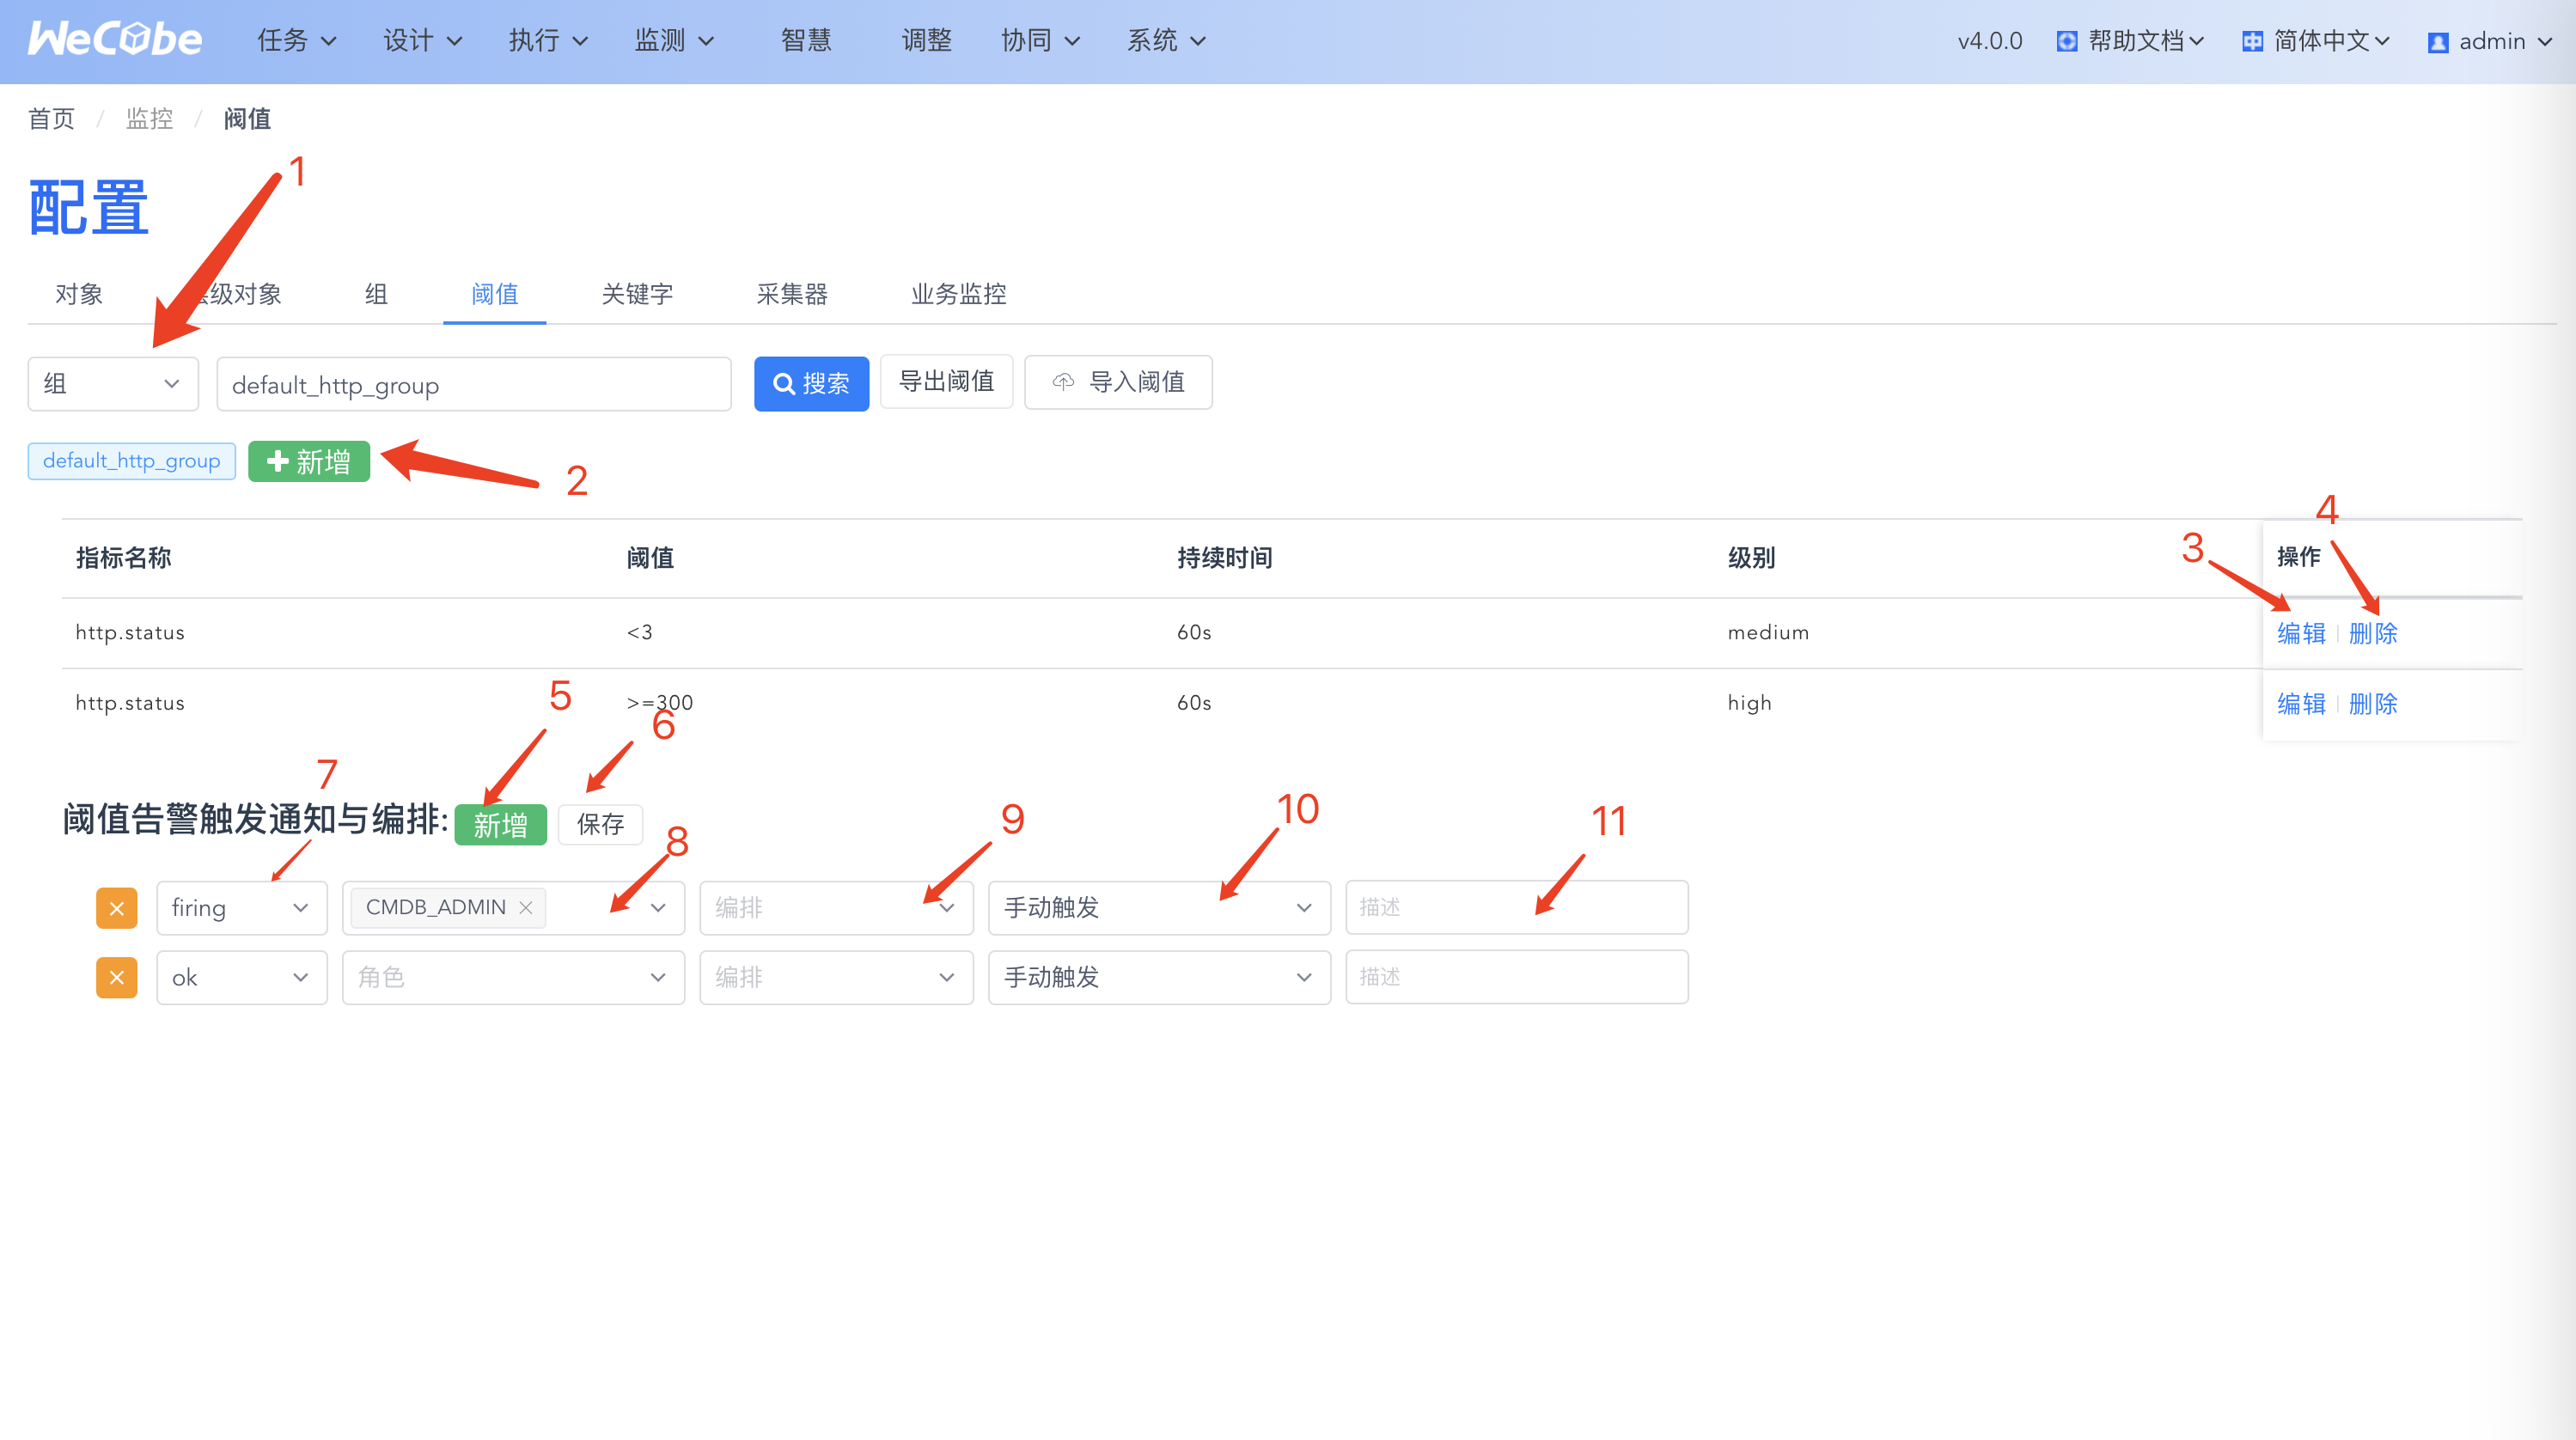 WeCube 任务 设计 执行 监测 智慧 调整 协同 系统 v4.0.0 帮助文档 简体中文 admin
首页 / 监控 / 阈值
1
配置
对象 级对象 组 阈值 关键字 采集器 业务监控
组 default_http_group 搜索 导出阈值 导入阈值
default_http_group 新增
2
4
3
指标名称 阈值 持续时间 级别 操作
http.status <3 60s medium 编辑 删除
http.status >=300 60s high 编辑 删除
5
6
7
阈值告警触发通知与编排: 新增 保存
8
9
10
11
firing CMDB_ADMIN 编排 手动触发 描述
ok 角色 编排 手动触发 描述